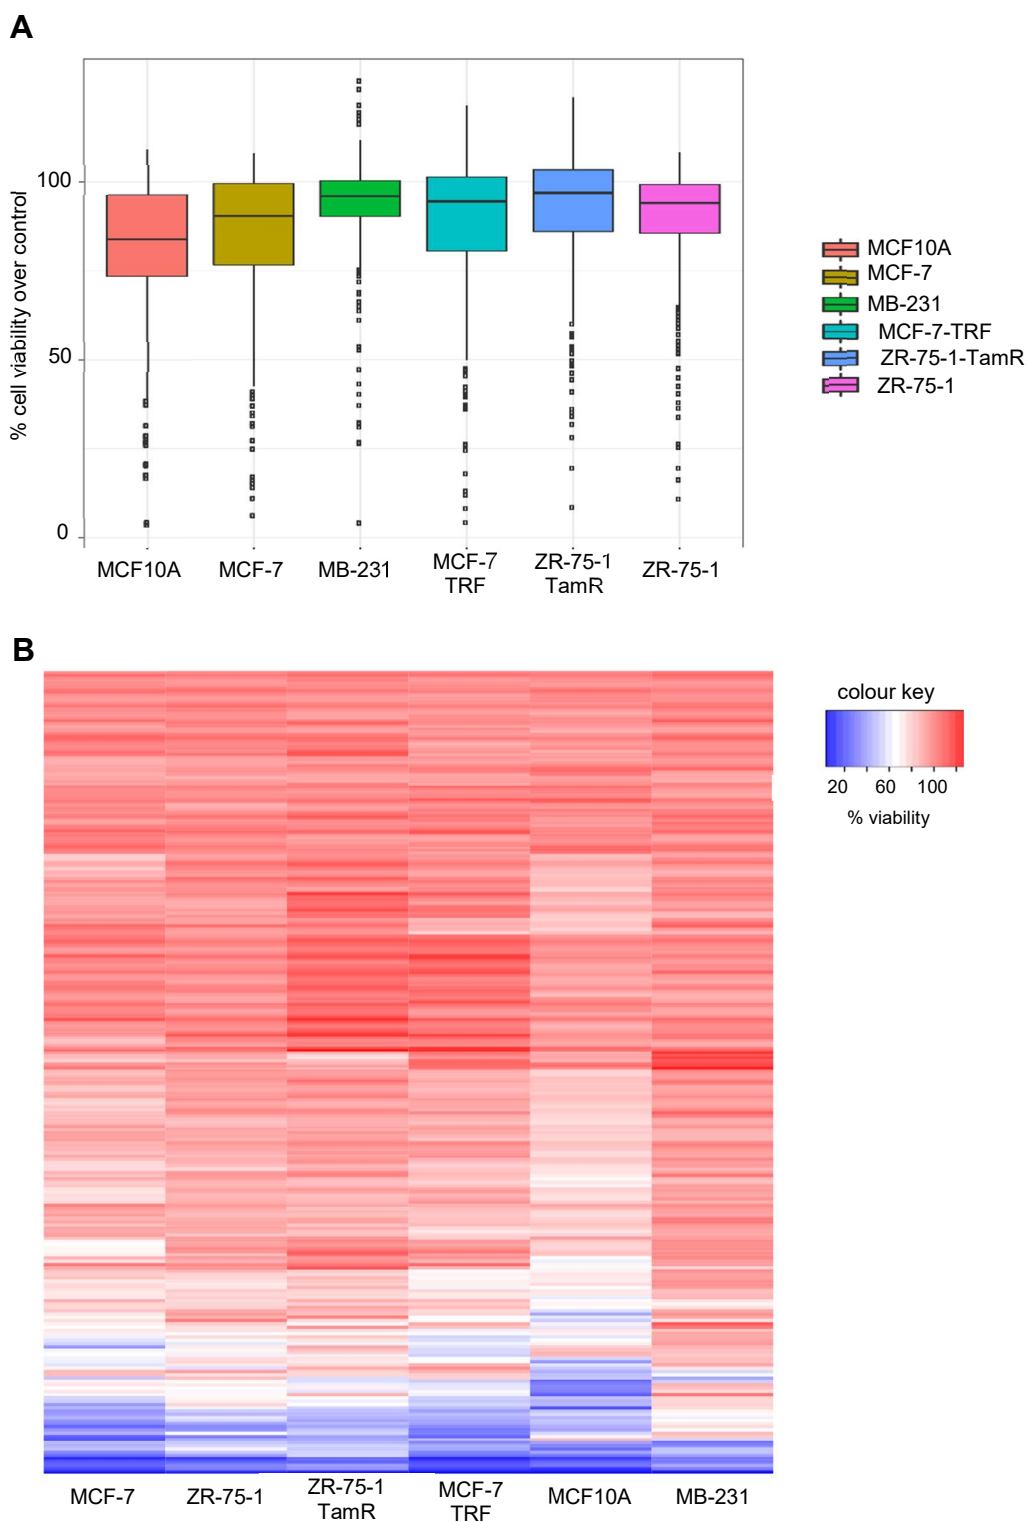 A
% cell viability over control
100
50
0
MCF10A
MCF-7
MB-231
MCF-7
TRF
ZR-75-1
TamR
ZR-75-1
MCF10A
MCF-7
MB-231
MCF-7-TRF
ZR-75-1-TamR
ZR-75-1
B
colour key
20 60 100
% viability
MCF-7
ZR-75-1
ZR-75-1
TamR
MCF-7
TRF
MCF10A
MB-231